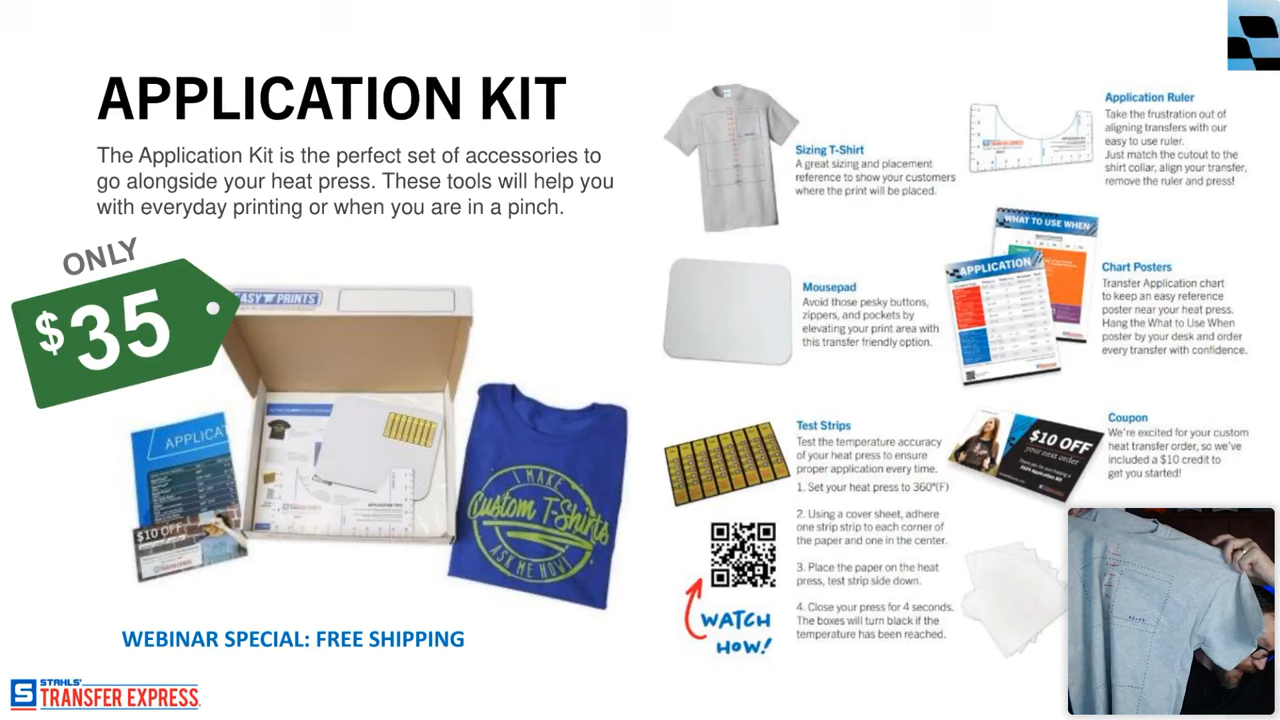 APPLICATION KIT
The Application Kit is the perfect set of accessories to
go alongside your heat press. These tools will help you
with everyday printing or when you are in a pinch.
ONLY
$35
EASY PRINTS
APPLICA
$10 OFF
I MAKE
Custom T-Shirts
ASK ME HOW!
WEBINAR SPECIAL: FREE SHIPPING
STAHLS'
TRANSFER EXPRESS
Sizing T-Shirt
A great sizing and placement
reference to show your customers
where the print will be placed.
Mousepad
Avoid those pesky buttons,
zippers, and pockets by
elevating your print area with
this transfer friendly option.
Test Strips
Test the temperature accuracy
of your heat press to ensure
proper application every time.
1. Set your heat press to 360°(F)
2. Using a cover sheet, adhere
one strip strip to each corner of
the paper and one in the center.
3. Place the paper on the heat
press, test strip side down.
4. Close your press for 4 seconds.
The boxes will turn black if the
temperature has been reached.
WATCH
HOW!
TRANSFER EXPRESS
Application Ruler
Take the frustration out of
aligning transfers with our
easy to use ruler.
Just match the cutout to the
shirt collar, align your transfer,
remove the ruler and press!
WHAT TO USE WHEN
APPLICATION
Chart Posters
Transfer Application chart
to keep an easy reference
poster near your heat press.
Hang the What to Use When
poster by your desk and order
every transfer with confidence.
$10 OFF
your next order
Coupon
We're excited for your custom
heat transfer order, so we've
included a $10 credit to
get you started!